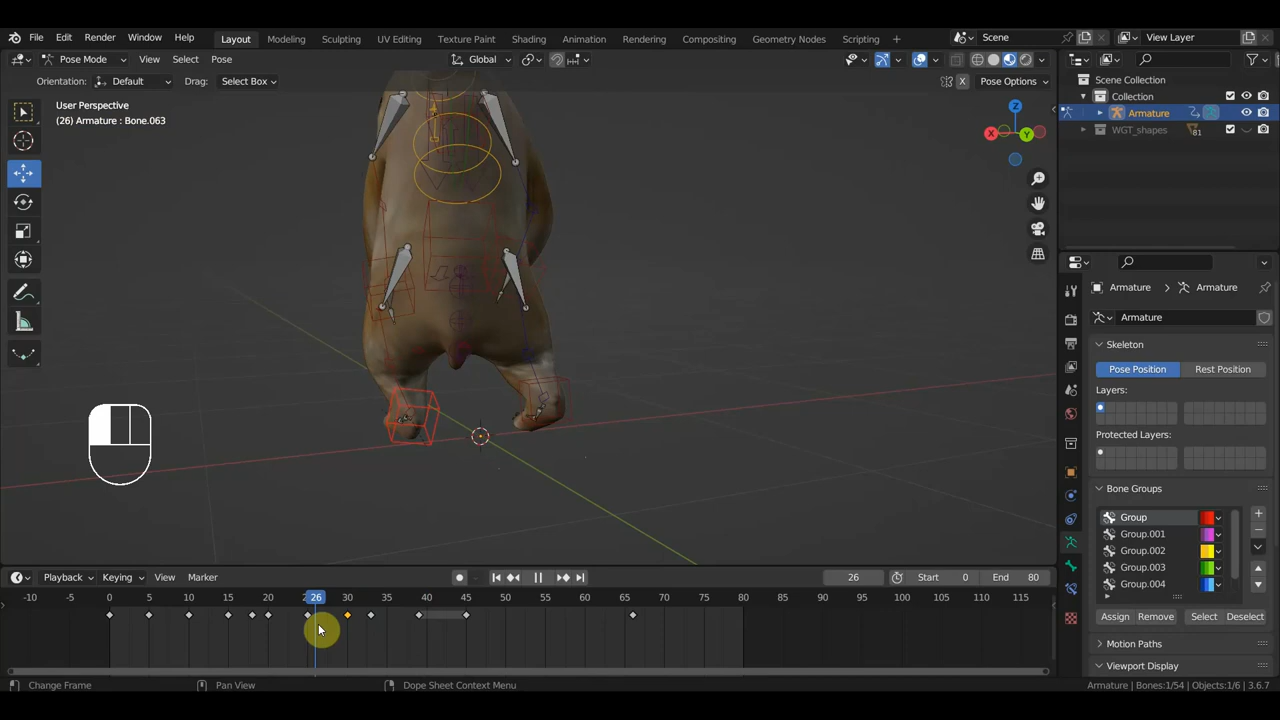 File Edit Render Window Help Layout Modeling Sculpting UV Editing Texture Paint Shading Animation Rendering Compositing Geometry Nodes Scripting + Scene View Layer
Pose Mode View Select Pose Global
Orientation: Default Drag: Select Box X Pose Options
User Perspective
(26) Armature : Bone.063
Z
X
Y
Scene Collection
Collection
Armature
WGT_shapes 81
Armature Armature
Armature
Skeleton
Pose Position Rest Position
Layers:
Protected Layers:
Bone Groups
Group
Group.001
Group.002
Group.003
Group.004
Assign Remove Select Deselect
Motion Paths
Viewport Display
Playback Keying View Marker 26 Start 0 End 80
-10 -5 0 5 10 15 20 26 30 35 40 45 50 55 60 65 70 75 80 85 90 95 100 105 110 115
Change Frame Pan View Dope Sheet Context Menu Armature | Bones:1/54 | Objects:1/6 | 3.6.7